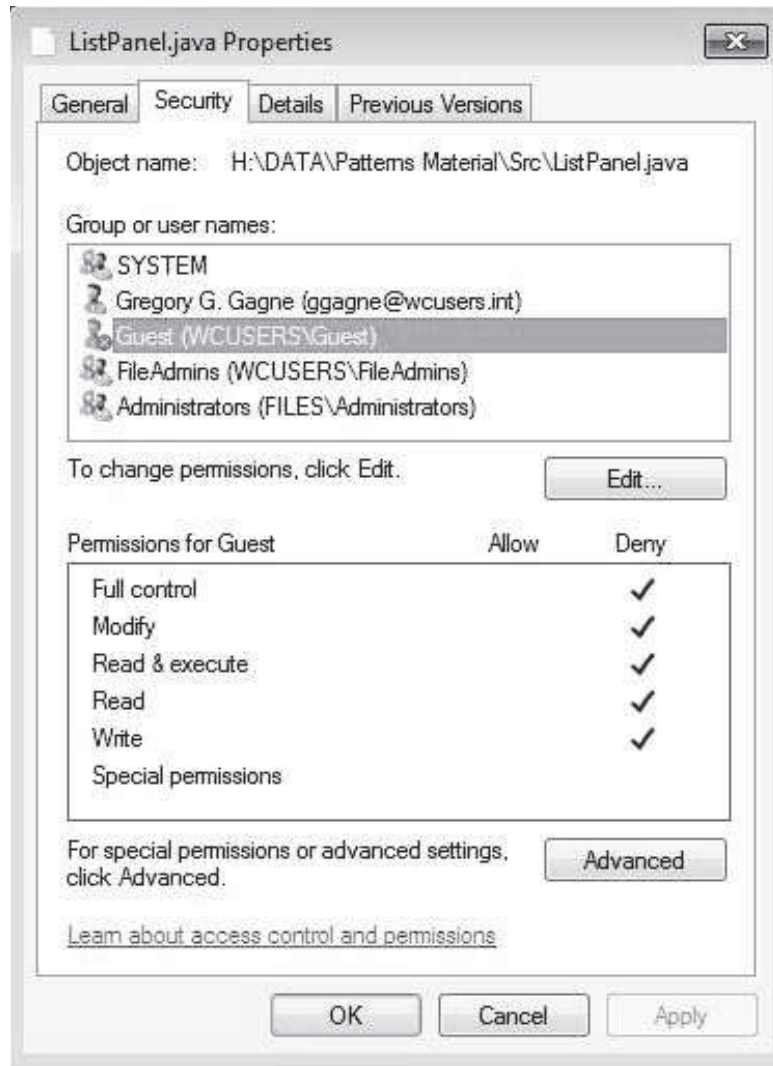 ListPanel.java Properties
General Security Details Previous Versions
Object name: H:\DATA\Patterns Material\Src\ListPanel.java
Group or user names:
SYSTEM
Gregory G. Gagne (ggagne@wcusers.int)
Guest (WCUSERS\Guest)
FileAdmins (WCUSERS\FileAdmins)
Administrators (FILES\Administrators)
To change permissions, click Edit.
Edit...
Permissions for Guest Allow Deny
Full control
Modify
Read & execute
Read
Write
Special permissions
For special permissions or advanced settings,
click Advanced.
Advanced
Learn about access control and permissions
OK Cancel Apply